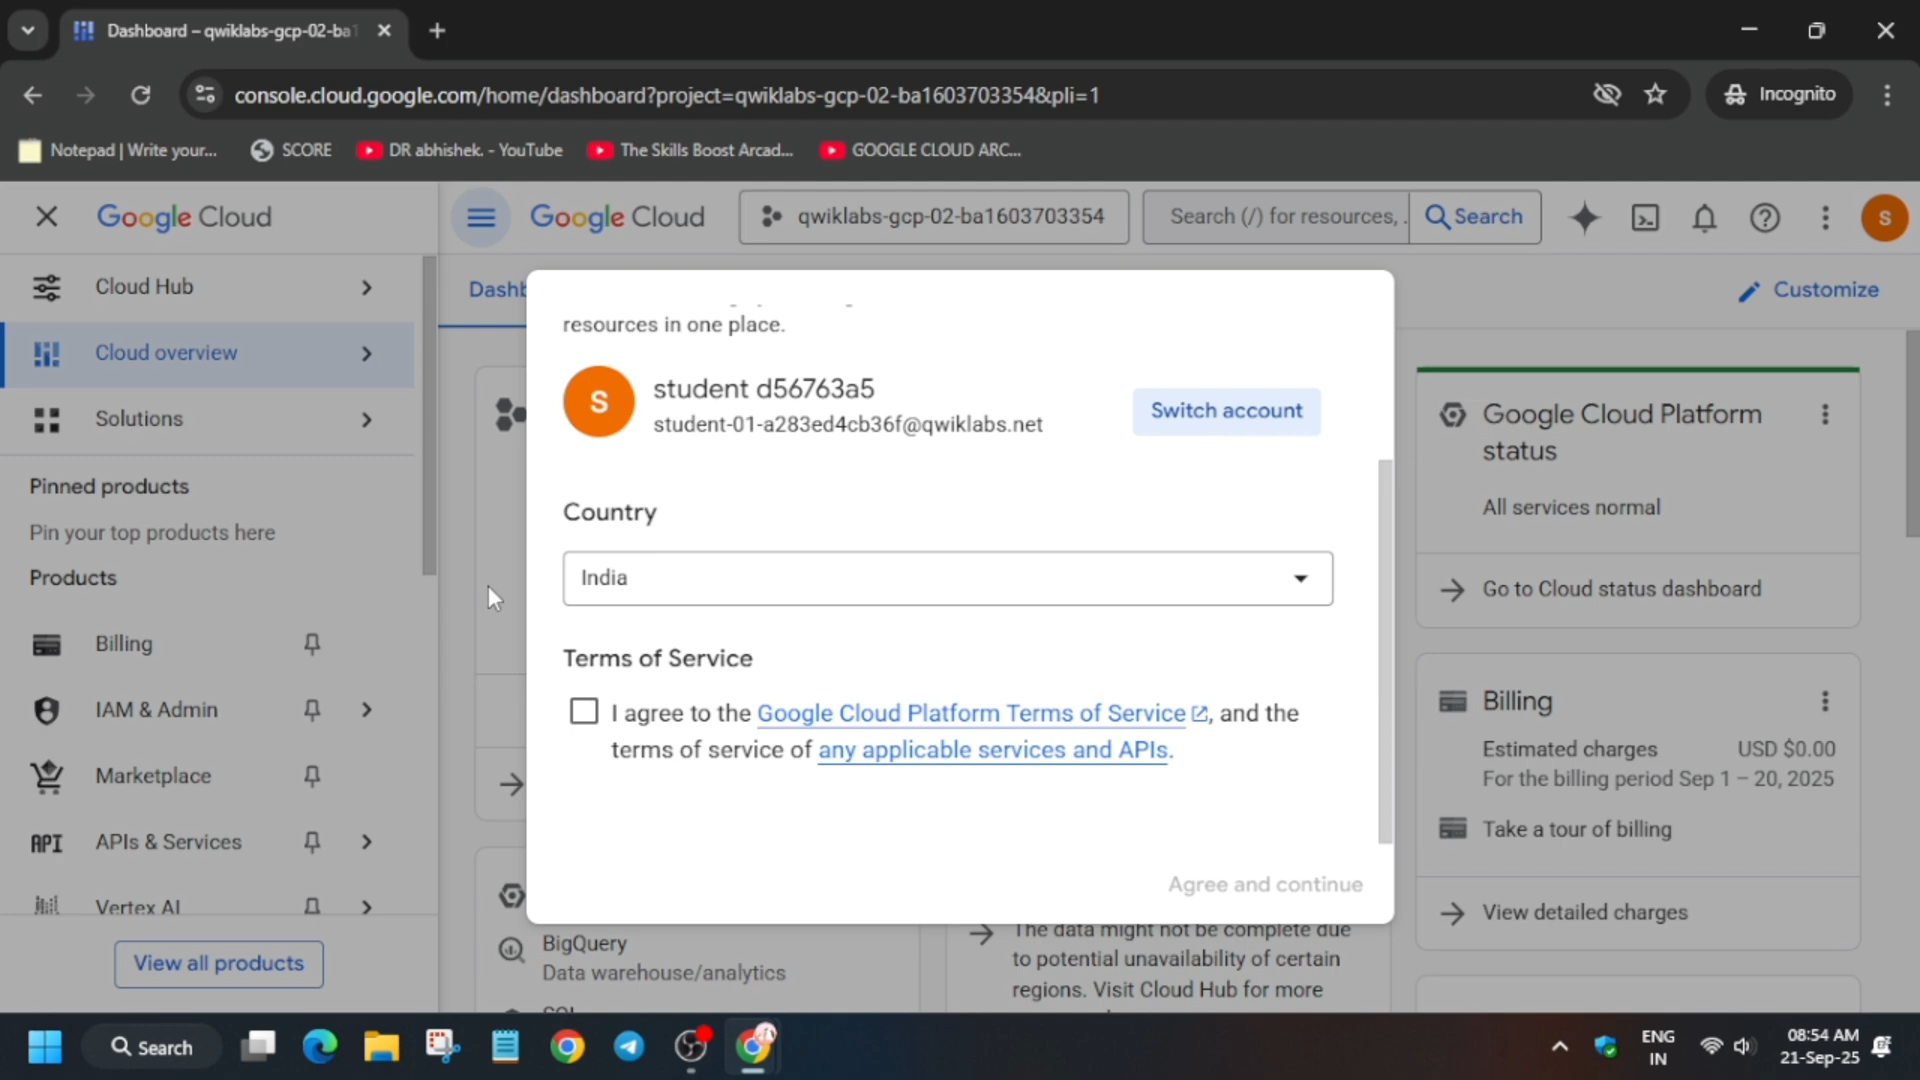 Dashboard – qwiklabs-gcp-02-ba1
console.cloud.google.com/home/dashboard?project=qwiklabs-gcp-02-ba1603703354&pli=1
Incognito
Notepad | Write your...
SCORE
DR abhishek. - YouTube
The Skills Boost Arcad...
GOOGLE CLOUD ARC...
Google Cloud
Google Cloud
qwiklabs-gcp-02-ba1603703354
Search (/) for resources, .
Search
S
Cloud Hub
Cloud overview
Solutions
Pinned products
Pin your top products here
Products
Billing
IAM & Admin
Marketplace
API APIs & Services
Vertex AI
View all products
Dashb
Customize
resources in one place.
S
student d56763a5
student-01-a283ed4cb36f@qwiklabs.net
Switch account
Country
India
Terms of Service
I agree to the Google Cloud Platform Terms of Service, and the
terms of service of any applicable services and APIs.
Agree and continue
BigQuery
Data warehouse/analytics
SQL
The data might not be complete due
to potential unavailability of certain
regions. Visit Cloud Hub for more
Google Cloud Platform
status
All services normal
Go to Cloud status dashboard
Billing
Estimated charges USD $0.00
For the billing period Sep 1 – 20, 2025
Take a tour of billing
View detailed charges
Search
ENG
IN
08:54 AM
21-Sep-25